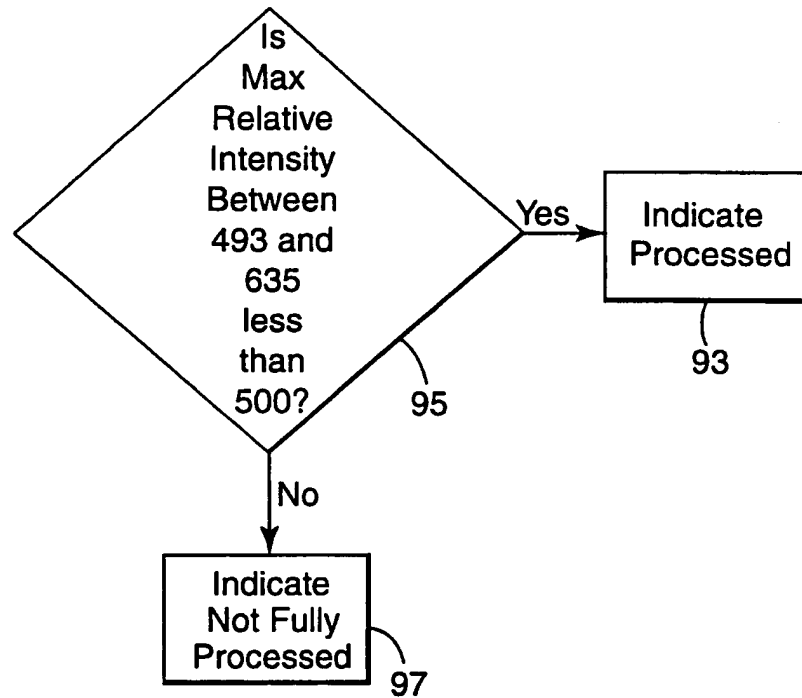 Is
Max
Relative
Intensity
Between
493 and
635
less
than
500?
Yes
Indicate
Processed
93
95
No
Indicate
Not Fully
Processed
97